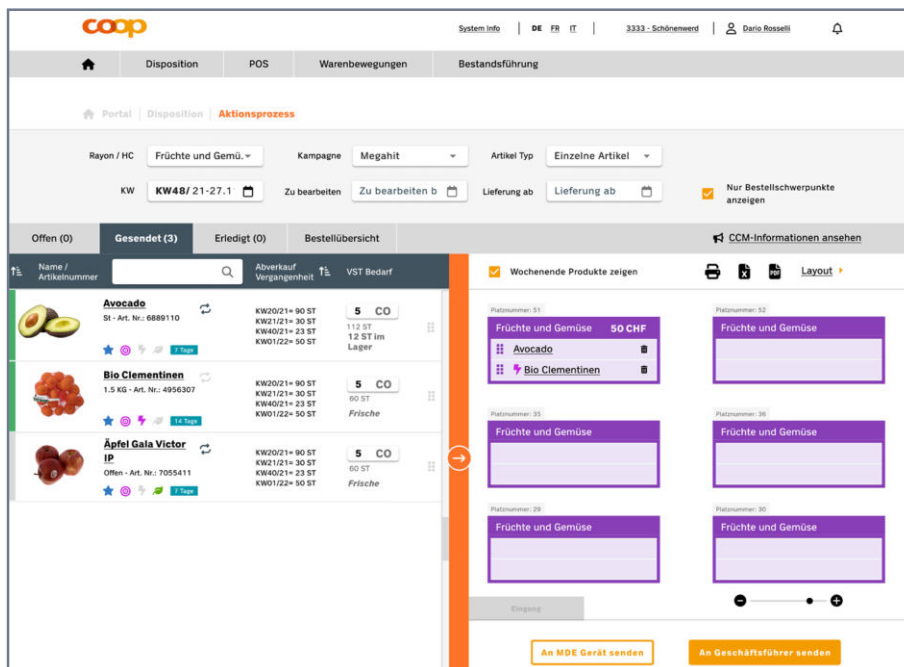 coop
System Info DE FR IT 3333 - Schönenwerd Dario Rosselli
Disposition POS Warenbewegungen Bestandsführung
Portal Disposition Aktionsprozess
Rayon / HC Früchte und Gemü. Kampagne Megahit Artikel Typ Einzelne Artikel
KW KW48/ 21-27.1 Zu bearbeiten Zu bearbeiten b Lieferung ab Lieferung ab Nur Bestellschwerpunkte
anzeigen
Offen (0) Gesendet (3) Erledigt (0) Bestellübersicht CCM-Informationen ansehen
Name /
Artikelnummer
Abverkauf
Vergangenheit
VST Bedarf
Avocado
St - Art. Nr.: 6889110
7 Tage
KW20/21= 90 ST
KW21/21= 30 ST
KW40/21= 23 ST
KW01/22= 50 ST
5 CO
112 ST
12 ST im
Lager
Bio Clementinen
1.5 KG - Art. Nr.: 4956307
14 Tage
KW20/21= 90 ST
KW21/21= 30 ST
KW40/21= 23 ST
KW01/22= 50 ST
5 CO
60 ST
Frische
Äpfel Gala Victor
IP
Offen - Art. Nr.: 7055411
7 Tage
KW20/21= 90 ST
KW21/21= 30 ST
KW40/21= 23 ST
KW01/22= 50 ST
5 CO
60 ST
Frische
Wochenende Produkte zeigen X PDF Layout
Platznummer: 51
Früchte und Gemüse 50 CHF
Avocado
Bio Clementinen
Platznummer: 52
Früchte und Gemüse
Platznummer: 35
Früchte und Gemüse
Platznummer: 36
Früchte und Gemüse
Platznummer: 29
Früchte und Gemüse
Platznummer: 30
Früchte und Gemüse
Eingang
An MDE Gerät senden An Geschäftsführer senden